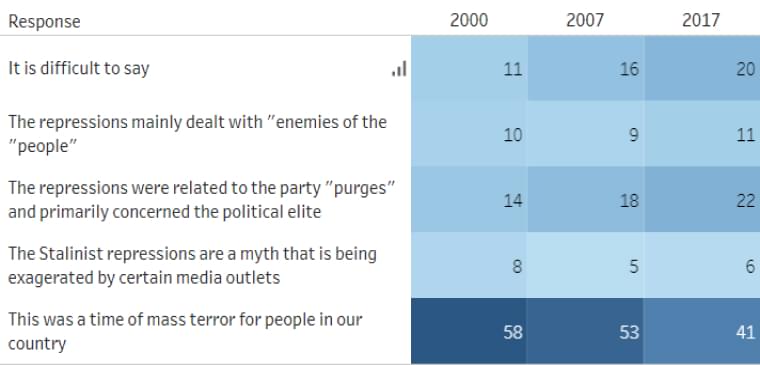 Response 2000 2007 2017
It is difficult to say 11 16 20
The repressions mainly dealt with "enemies of the
"people" 10 9 11
The repressions were related to the party "purges"
and primarily concerned the political elite 14 18 22
The Stalinist repressions are a myth that is being
exagerated by certain media outlets 8 5 6
This was a time of mass terror for people in our
country 58 53 41